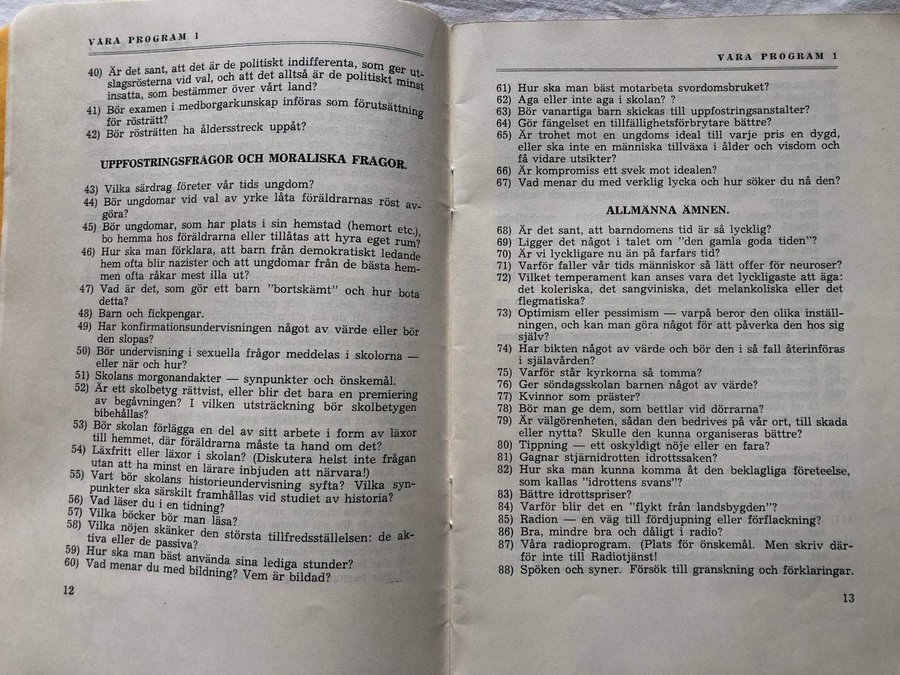 VÅRA PROGRAM 1
40) Är det sant, att det är de politiskt indifferenta, som ger ut-
slagsrösterna vid val, och att det alltså är de politiskt minst
insatta, som bestämmer över vårt land?
41) Bör examen i medborgarkunskap införas som förutsättning
för rösträtt?
42) Bör rösträtten ha åldersstreck uppåt?
UPPFOSTRINGSFRÅGOR OCH MORALISKA FRÅGOR.
43) Vilka särdrag företer vår tids ungdom?
44) Bör ungdomar vid val av yrke låta föräldrarnas röst av-
göra?
45) Bör ungdomar, som har plats i sin hemstad (hemort etc.),
bo hemma hos föräldrarna eller tillåtas att hyra eget rum?
46) Hur ska man förklara, att barn från demokratiskt ledande
hem ofta blir nazister och att ungdomar från de bästa hem-
men ofta råkar mest illa ut?
47) Vad är det, som gör ett barn "bortskämt" och hur bota
detta?
48) Barn och fickpengar.
49) Har konfirmationsundervisningen något av värde eller bör
den slopas?
50) Bör undervisning i sexuella frågor meddelas i skolorna —
eller när och hur?
51) Skolans morgonandakter — synpunkter och önskemål.
52) Är ett skolbetyg rättvist, eller blir det bara en premiering
av begåvningen? I vilken utsträckning bör skolbetygen
bibehållas?
53) Bör skolan förlägga en del av sitt arbete i form av läxor
till hemmet, där föräldrarna måste ta hand om det?
54) Läxfritt eller läxor i skolan? (Diskutera helst inte frågan
utan att ha minst en lärare inbjuden att närvara!)
55) Vart bör skolans historieundervisning syfta? Vilka syn-
punkter ska särskilt framhållas vid studiet av historia?
56) Vad läser du i en tidning?
57) Vilka böcker bör man läsa?
58) Vilka nöjen skänker den största tillfredsställelsen: de ak-
tiva eller de passiva?
59) Hur ska man bäst använda sina lediga stunder?
60) Vad menar du med bildning? Vem är bildad?
12
VÅRA PROGRAM 1
61) Hur ska man bäst motarbeta svordomsbruket?
62) Aga eller inte aga i skolan? ?
63) Bör vanartiga barn skickas till uppfostringsanstalter?
64) Gör fängelset en tillfällighetsförbrytare bättre?
65) Är trohet mot en ungdoms ideal till varje pris en dygd,
eller ska inte en människa tillväxa i ålder och visdom och
få vidare utsikter?
66) Är kompromiss ett svek mot idealen?
67) Vad menar du med verklig lycka och hur söker du nå den?
ALLMÄNNA ÄMNEN.
68) Är det sant, att barndomens tid är så lycklig?
69) Ligger det något i talet om "den gamla goda tiden"?
70) Är vi lyckligare nu än på farfars tid?
71) Varför faller vår tids människor så lätt offer för neuroser?
72) Vilket temperament kan anses vara det lyckligaste att äga:
det koleriska, det sangviniska, det melankoliska eller det
flegmatiska?
73) Optimism eller pessimism — varpå beror den olika inställ-
ningen, och kan man göra något för att påverka den hos sig
själv?
74) Har bikten något av värde och bör den i så fall återinföras
i själavården?
75) Varför står kyrkorna så tomma?
76) Ger söndagsskolan barnen något av värde?
77) Kvinnor som präster?
78) Bör man ge dem, som bettlar vid dörrarna?
79) Är välgörenheten, sådan den bedrives på vår ort, till skada
eller nytta? Skulle den kunna organiseras bättre?
80) Tippning — ett oskyldigt nöje eller en fara?
81) Gagnar stjärnidrotten idrottssaken?
82) Hur ska man kunna komma åt den beklagliga företeelse,
som kallas "idrottens svans"?
83) Bättre idrottspriser?
84) Varför blir det en "flykt från landsbygden"?
85) Radion — en väg till fördjupning eller förflackning?
86) Bra, mindre bra och dåligt i radio?
87) Våra radioprogram. (Plats för önskemål. Men skriv där-
för inte till Radiotjänst!
88) Spöken och syner. Försök till granskning och förklaringar.
13